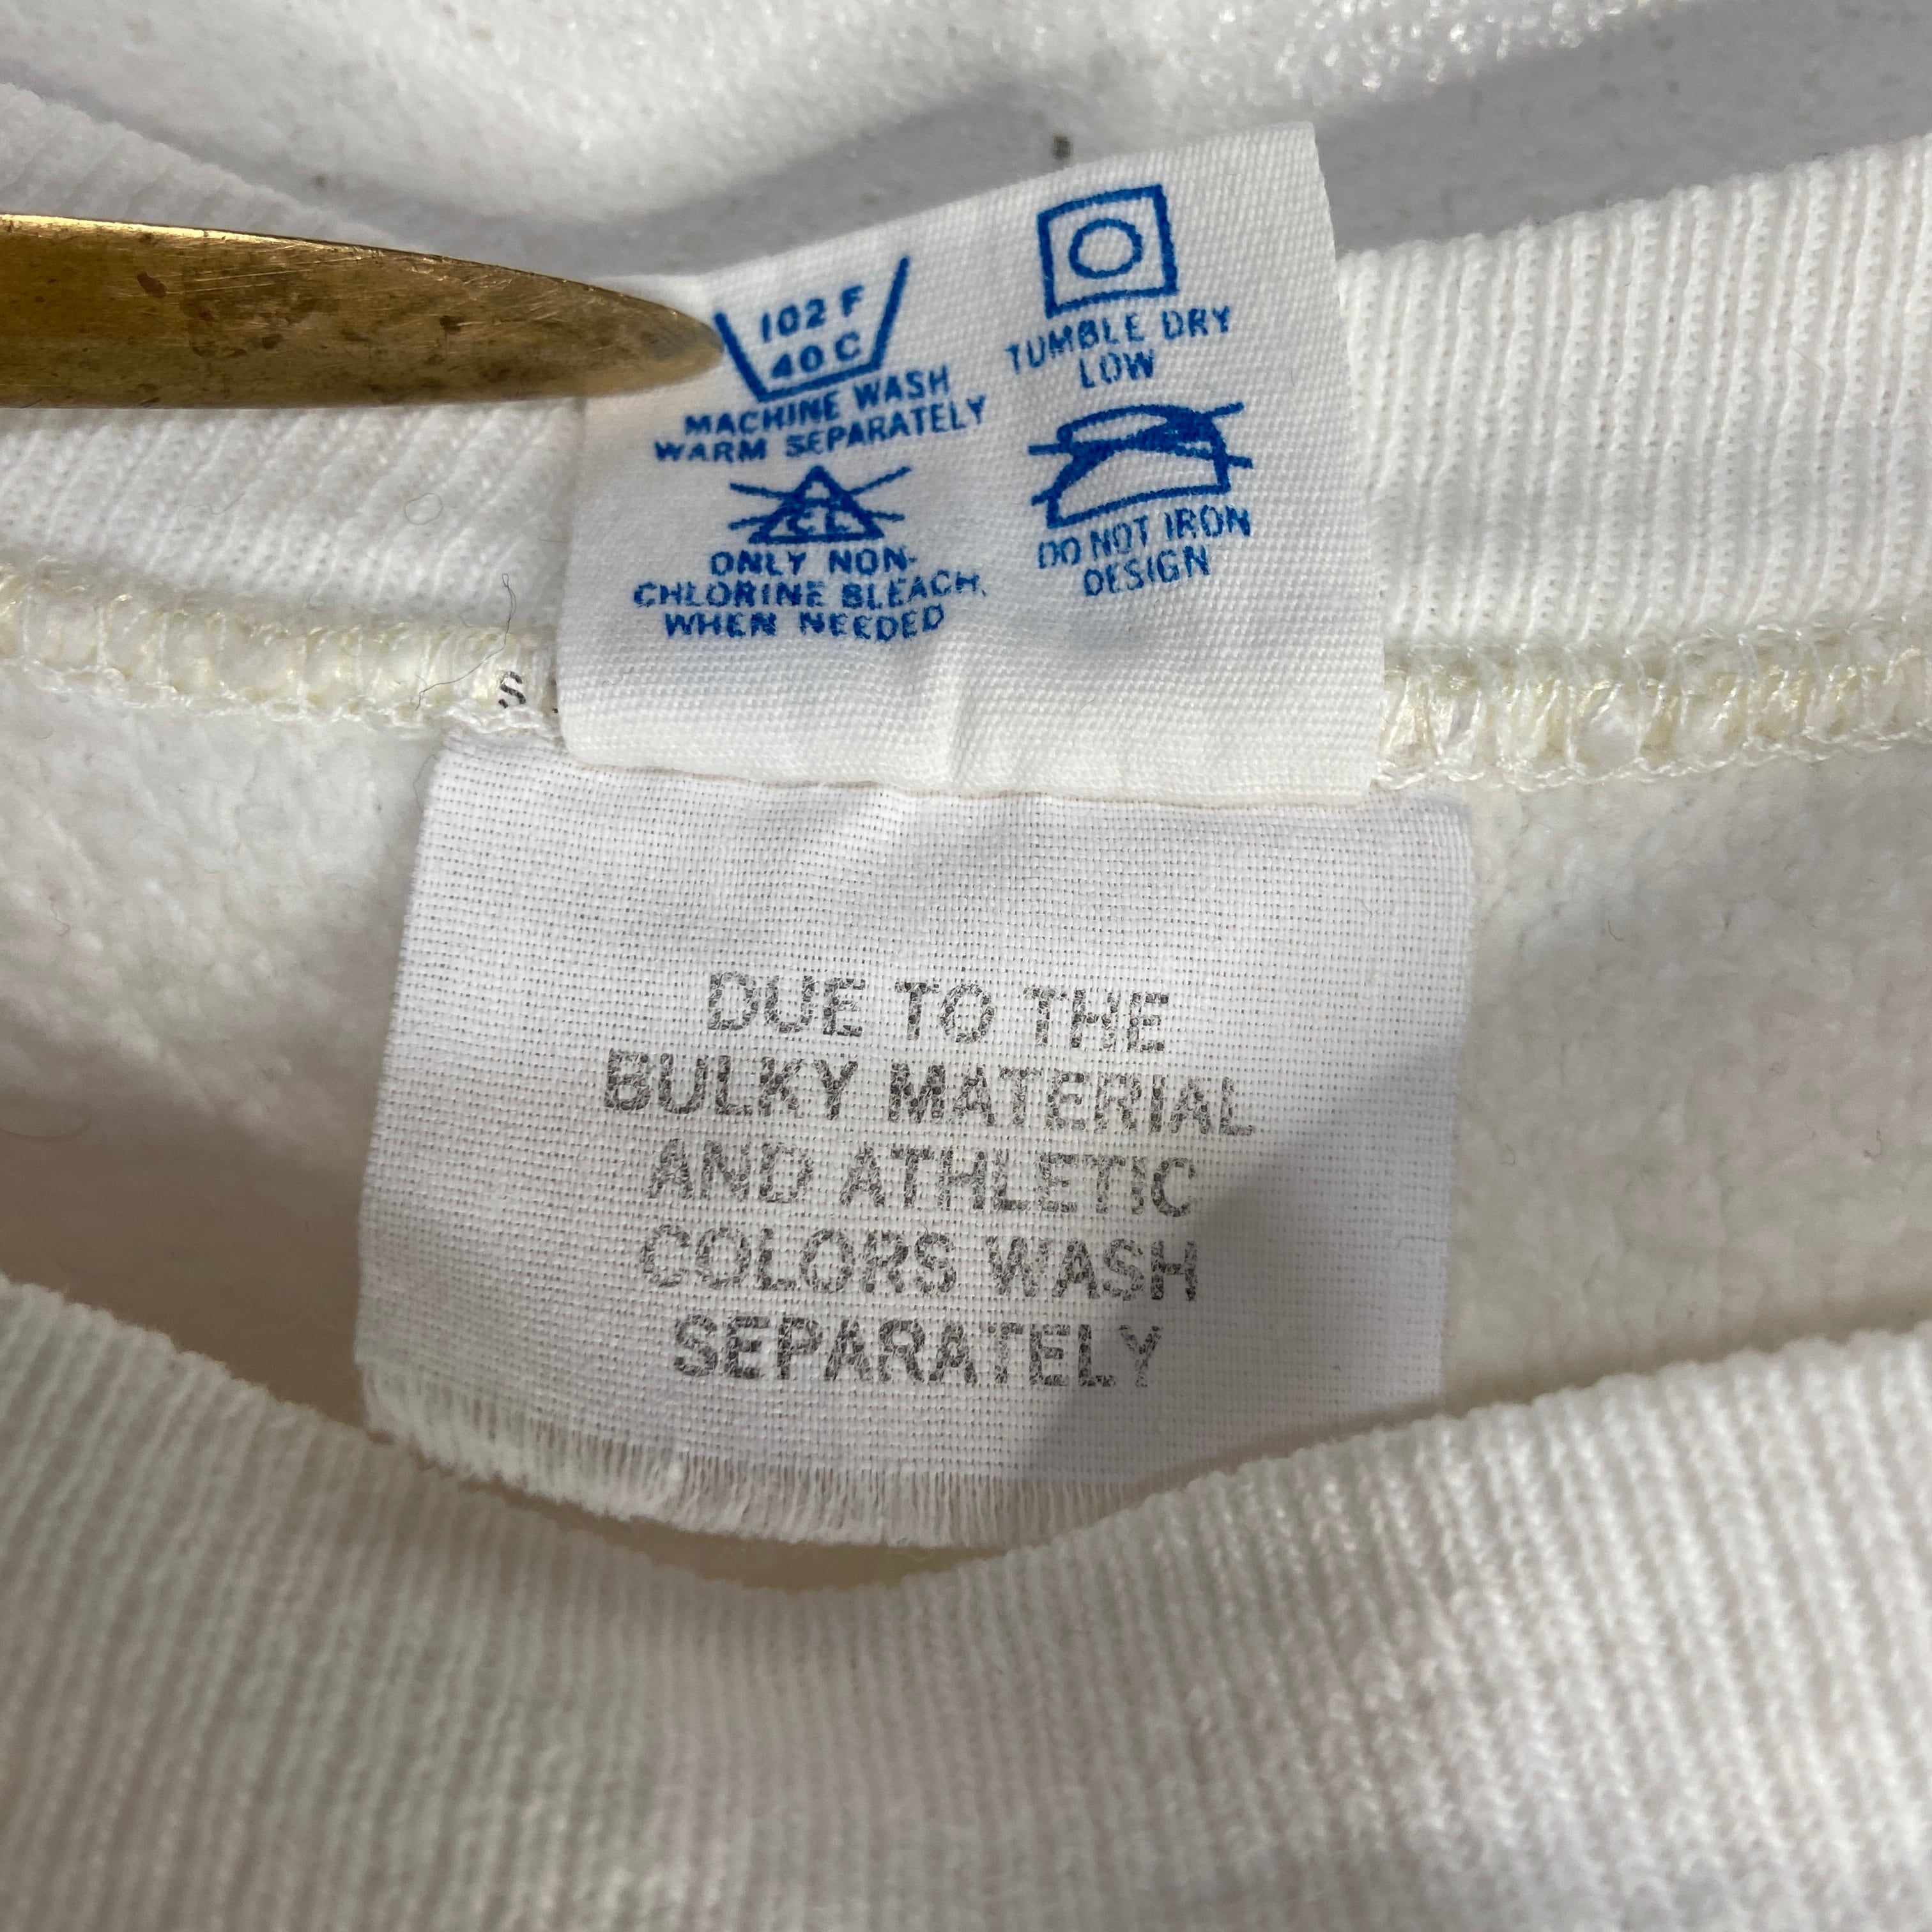 102 F
40 C
MACHINE WASH
WARM SEPARATELY
CL
ONLY NON-
CHLORINE BLEACH
WHEN NEEDED
TUMBLE DRY
LOW
DO NOT IRON
DESIGN
S
DUE TO THE
BULKY MATERIAL
AND ATHLETIC
COLORS WASH
SEPARATELY